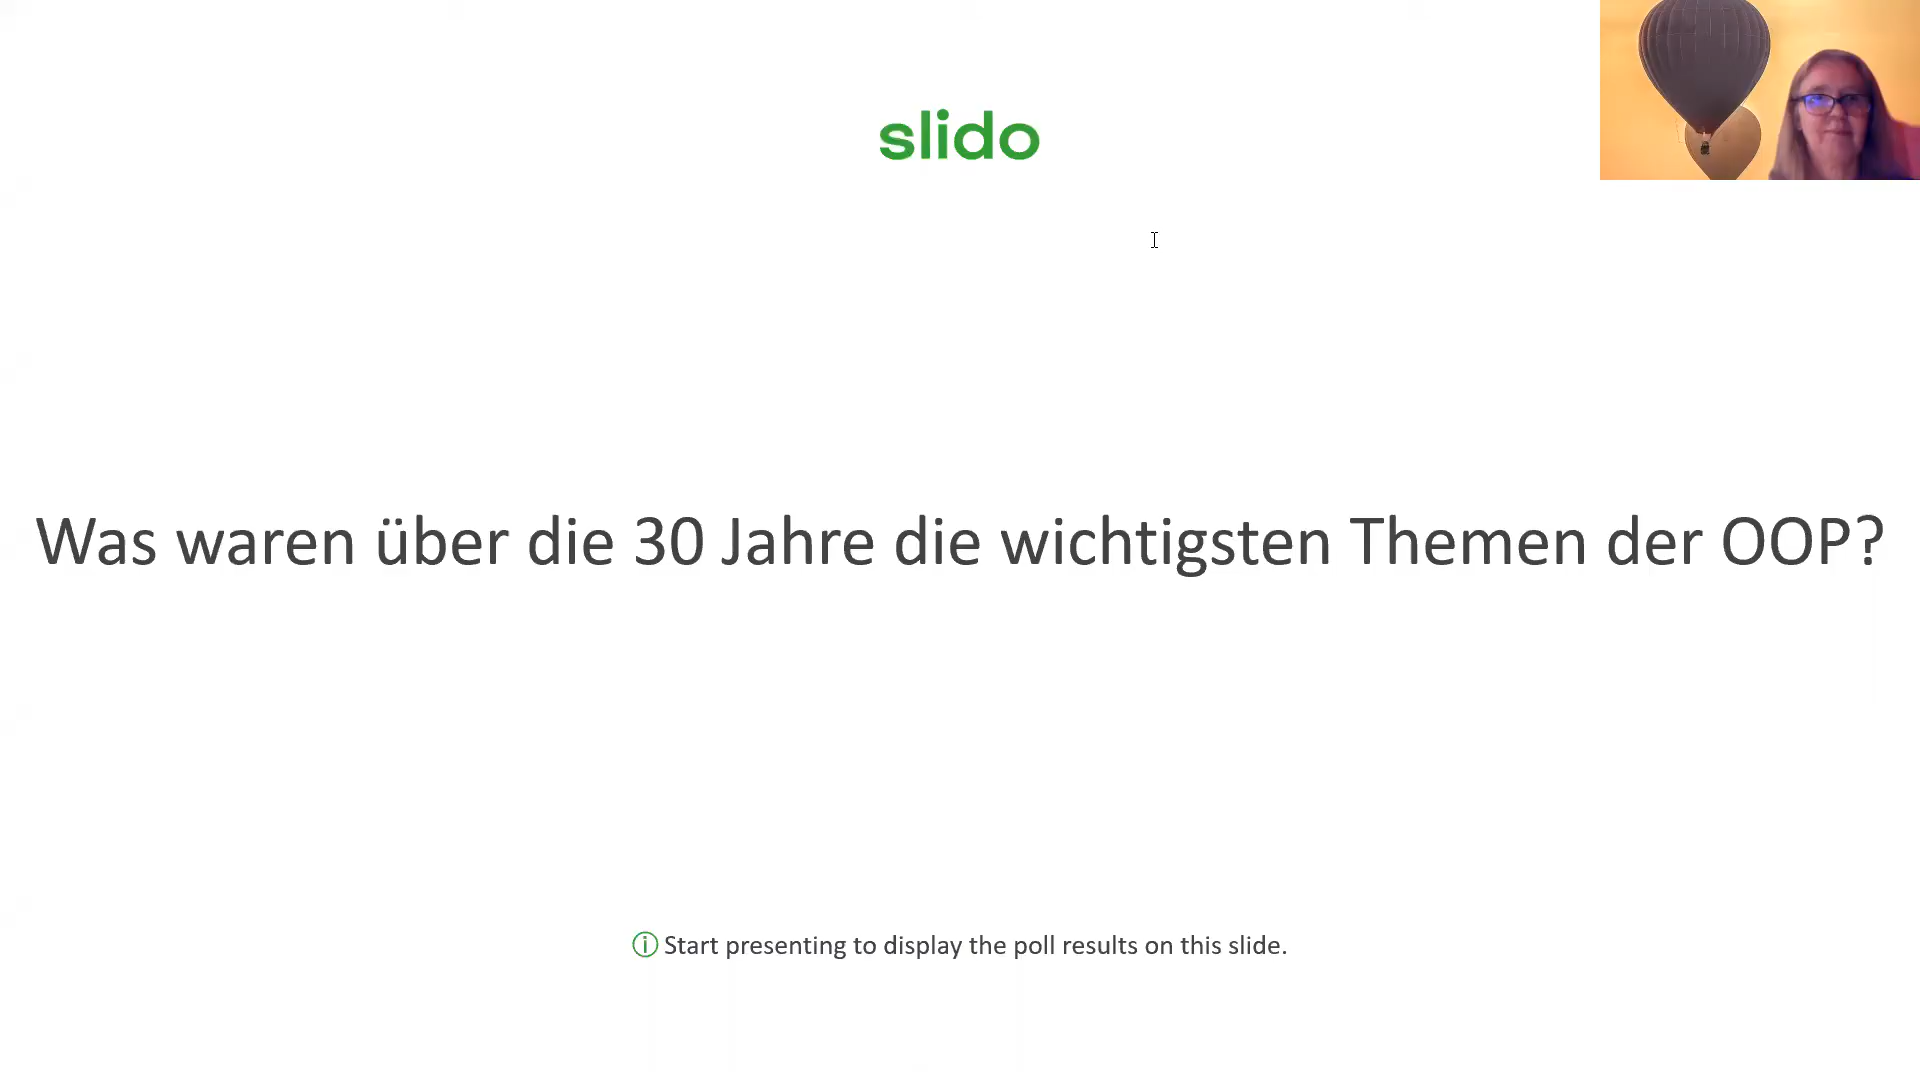 slido
Was waren über die 30 Jahre die wichtigsten Themen der OOP?
Start presenting to display the poll results on this slide.